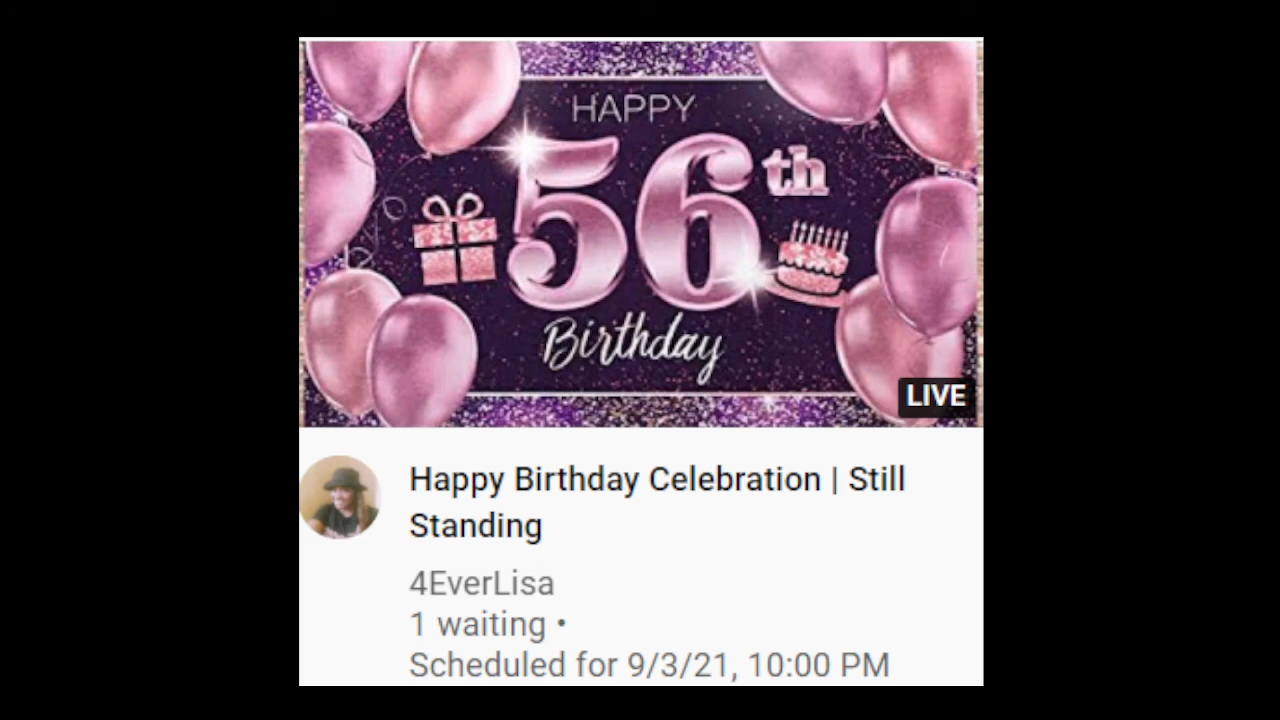 HAPPY
56th
Birthday
LIVE
Happy Birthday Celebration | Still
Standing
4EverLisa
1 waiting •
Scheduled for 9/3/21, 10:00 PM